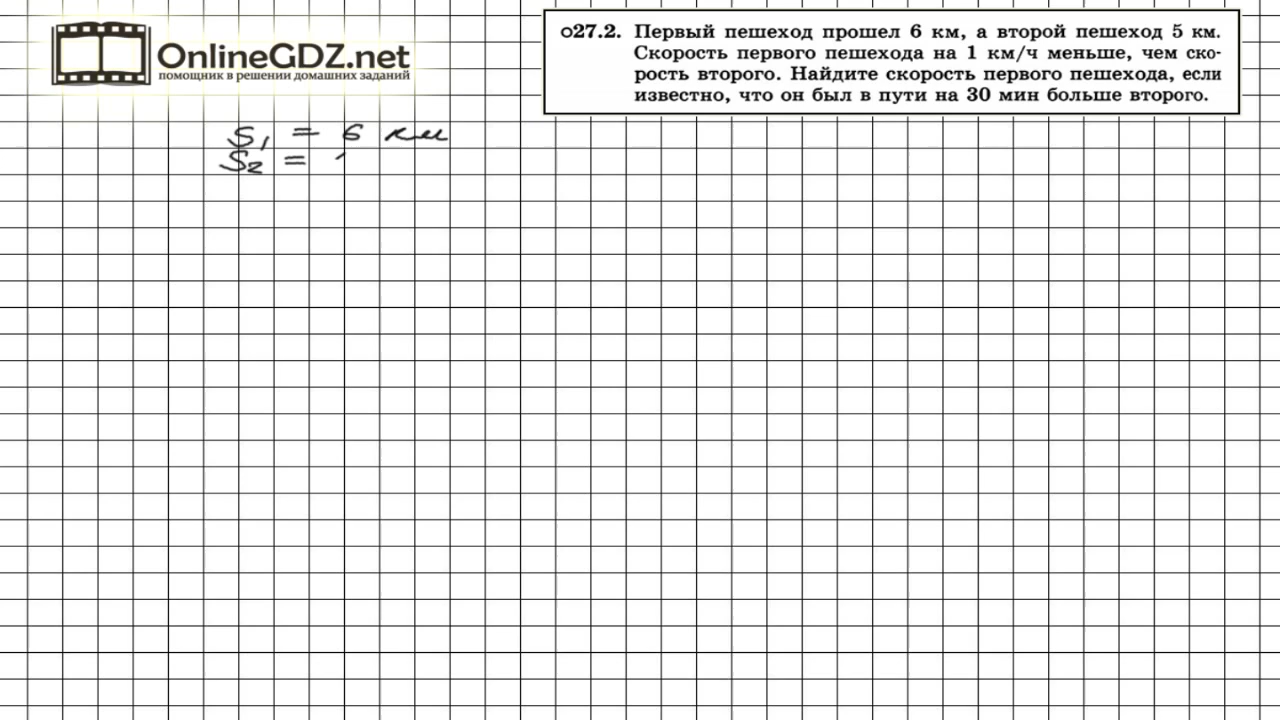 OnlineGDZ.net
помощник в решении домашних заданий
27.2. Первый пешеход прошел 6 км, а второй пешеход 5 км.
Скорость первого пешехода на 1 км/ч меньше, чем ско-
рость второго. Найдите скорость первого пешехода, если
известно, что он был в пути на 30 мин больше второго.
S₁ = 6 км
S₂ =